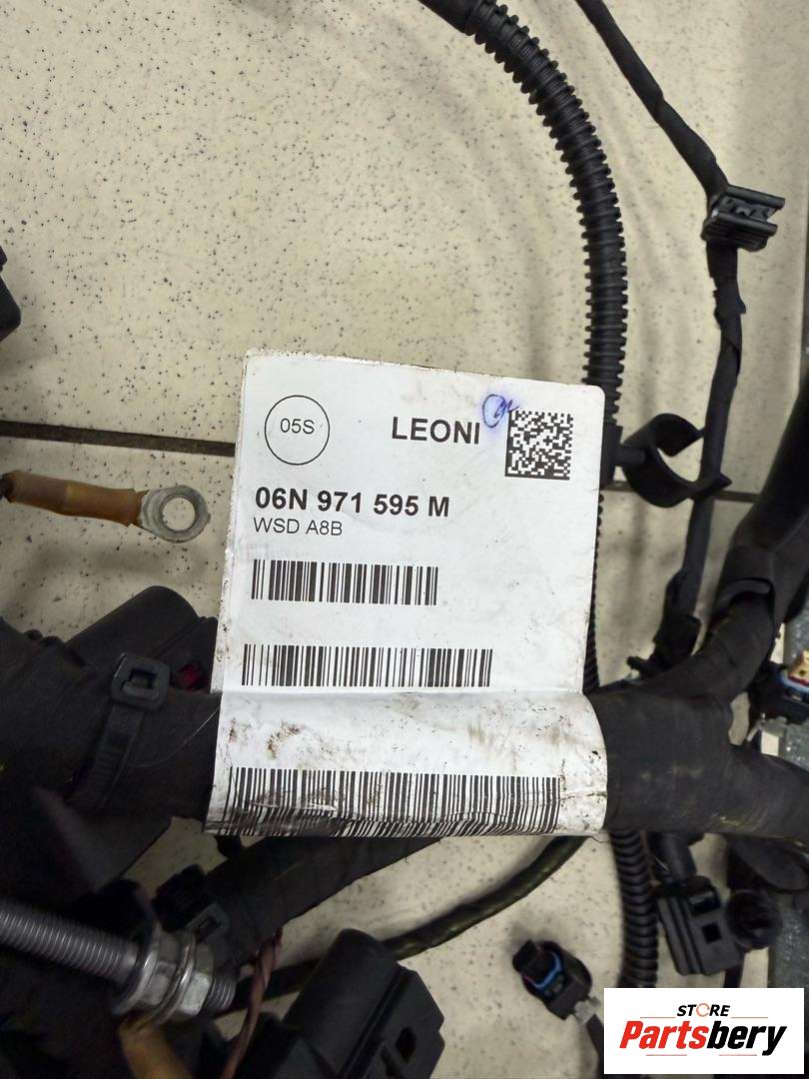 05S
LEONI
06N 971 595 M
WSD A8B
STORE
Partsbery